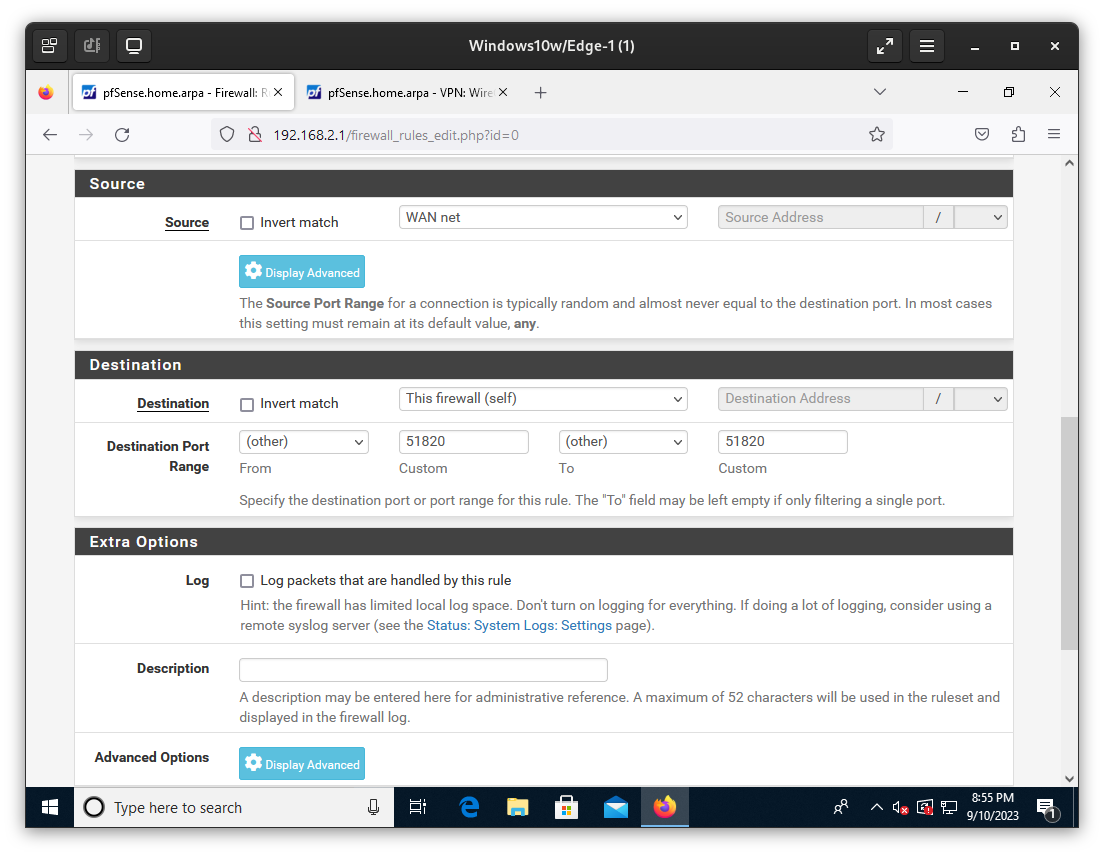 Windows10w/Edge-1 (1)
pfSense.home.arpa - Firewall: R
pfSense.home.arpa - VPN: Wire
192.168.2.1/firewall_rules_edit.php?id=0
Source
Source
Invert match
WAN net
Source Address
/
Display Advanced
The Source Port Range for a connection is typically random and almost never equal to the destination port. In most cases
this setting must remain at its default value, any.
Destination
Destination
Invert match
This firewall (self)
Destination Address
/
Destination Port
Range
(other)
51820
(other)
51820
From
Custom
To
Custom
Specify the destination port or port range for this rule. The "To" field may be left empty if only filtering a single port.
Extra Options
Log
Log packets that are handled by this rule
Hint: the firewall has limited local log space. Don't turn on logging for everything. If doing a lot of logging, consider using a
remote syslog server (see the Status: System Logs: Settings page).
Description
A description may be entered here for administrative reference. A maximum of 52 characters will be used in the ruleset and
displayed in the firewall log.
Advanced Options
Display Advanced
Type here to search
8:55 PM
9/10/2023
1